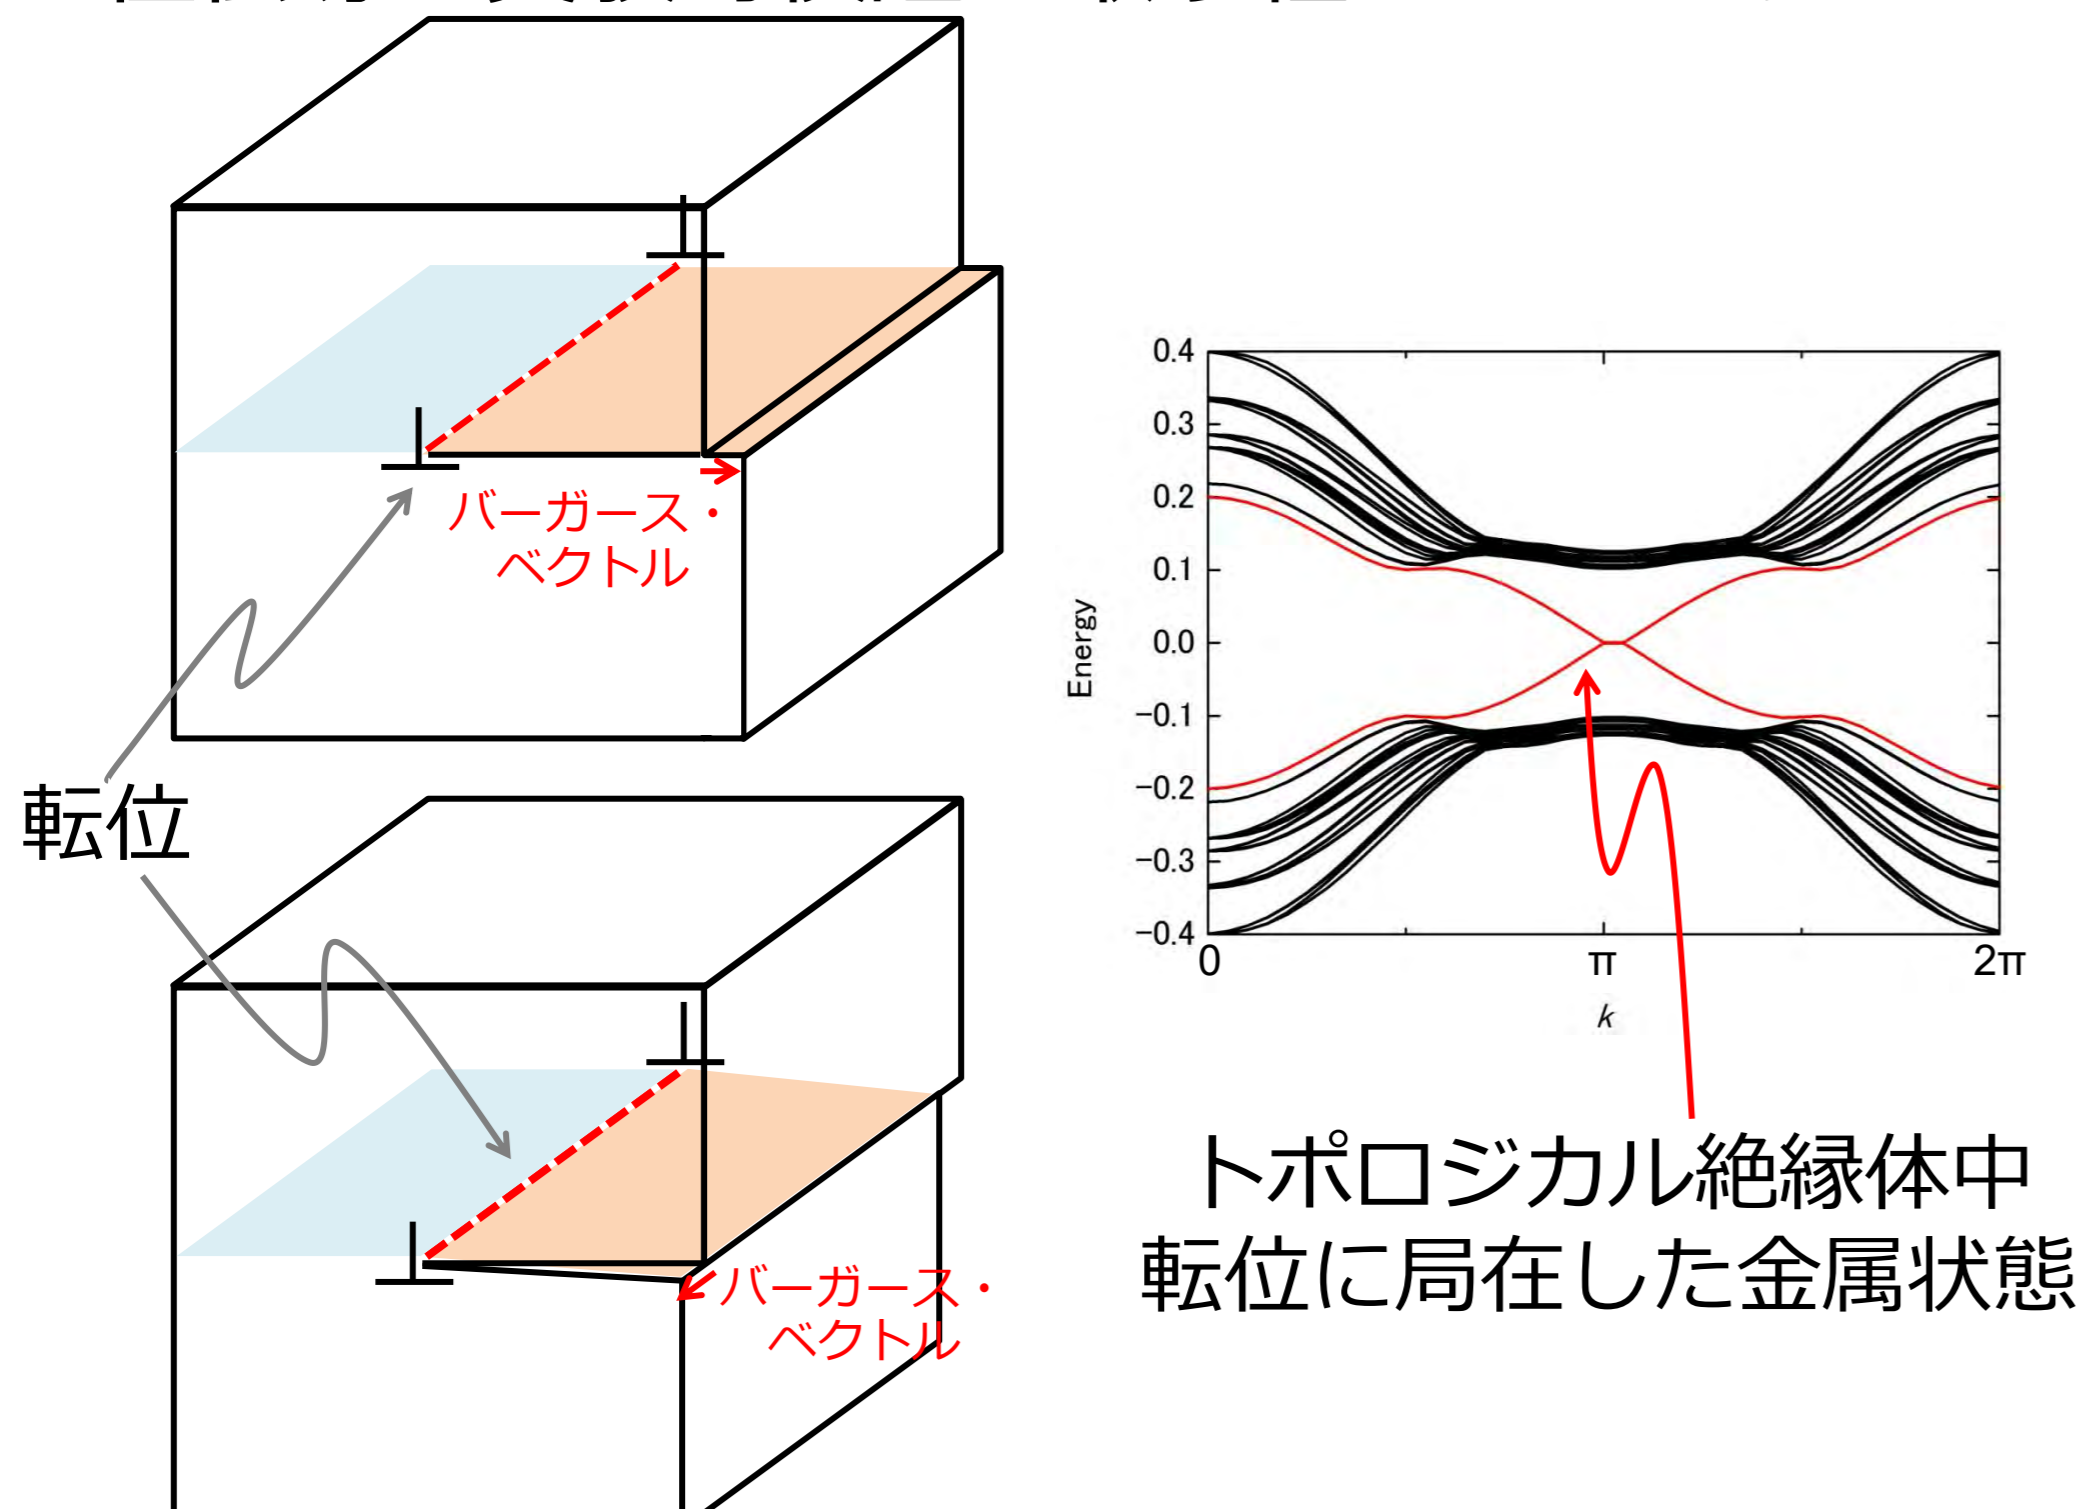 バーガース・
ベクトル
転位
バーガース・
ベクトル
0.4
0.3
0.2
0.1
0.0
−0.1
−0.2
−0.3
−0.4
Energy
0 π 2π
k
トポロジカル絶縁体中
転位に局在した金属状態